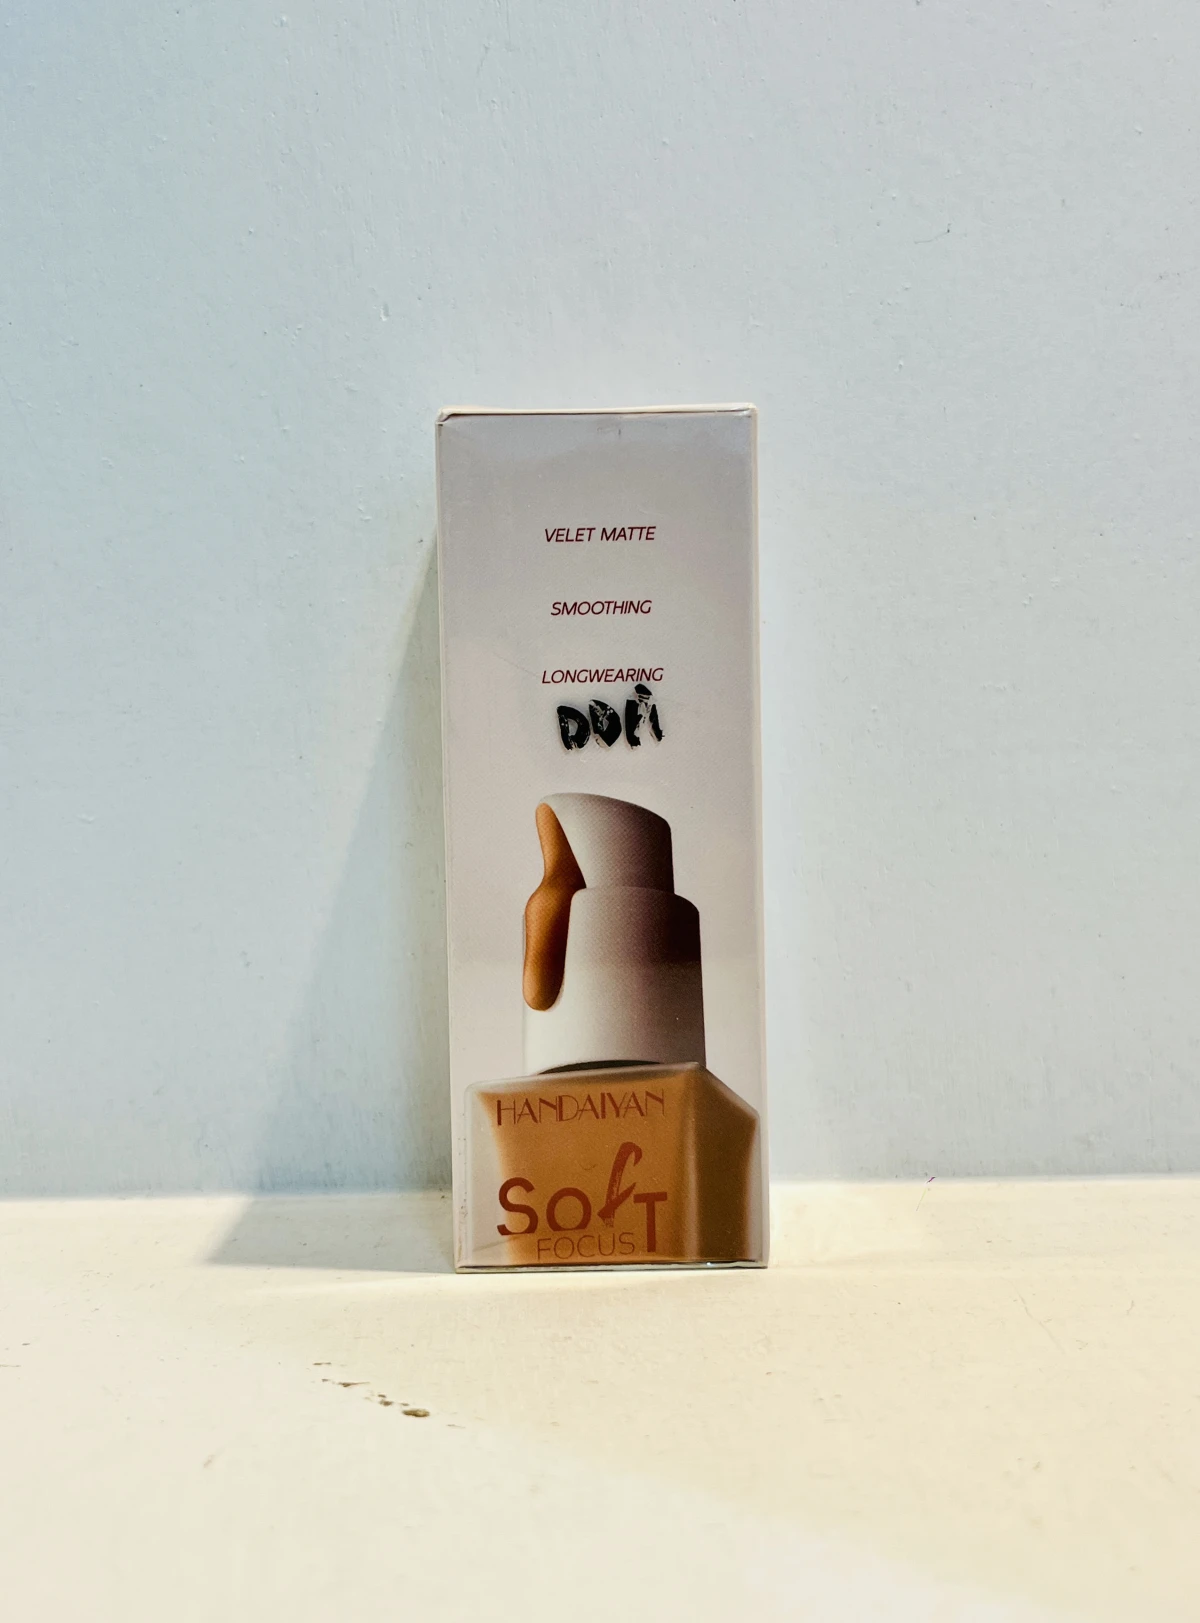 VELET MATTE
SMOOTHING
LONGWEARING
HANDAIYAN
SOfT
FOCUS